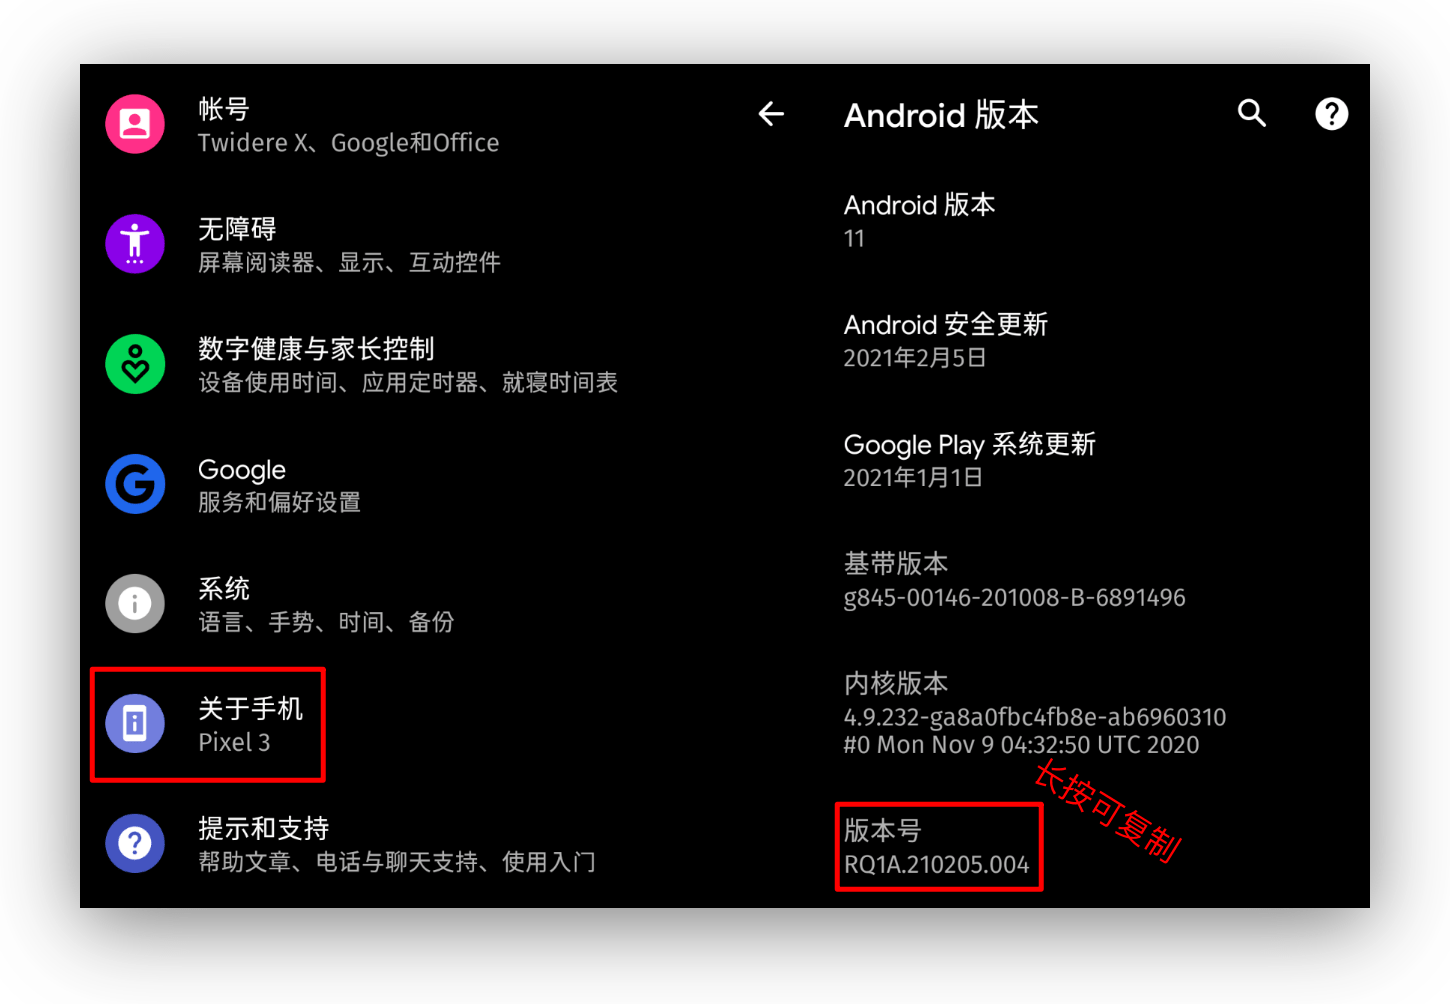 帐号
Twidere X、Google和Office
无障碍
屏幕阅读器、显示、互动控件
数字健康与家长控制
设备使用时间、应用定时器、就寝时间表
Google
服务和偏好设置
系统
语言、手势、时间、备份
关于手机
Pixel 3
提示和支持
帮助文章、电话与聊天支持、使用入门
Android 版本
Android 版本
11
Android 安全更新
2021年2月5日
Google Play 系统更新
2021年1月1日
基带版本
g845-00146-201008-B-6891496
内核版本
4.9.232-ga8a0fbc4fb8e-ab6960310
#0 Mon Nov 9 04:32:50 UTC 2020
长按可复制
版本号
RQ1A.210205.004